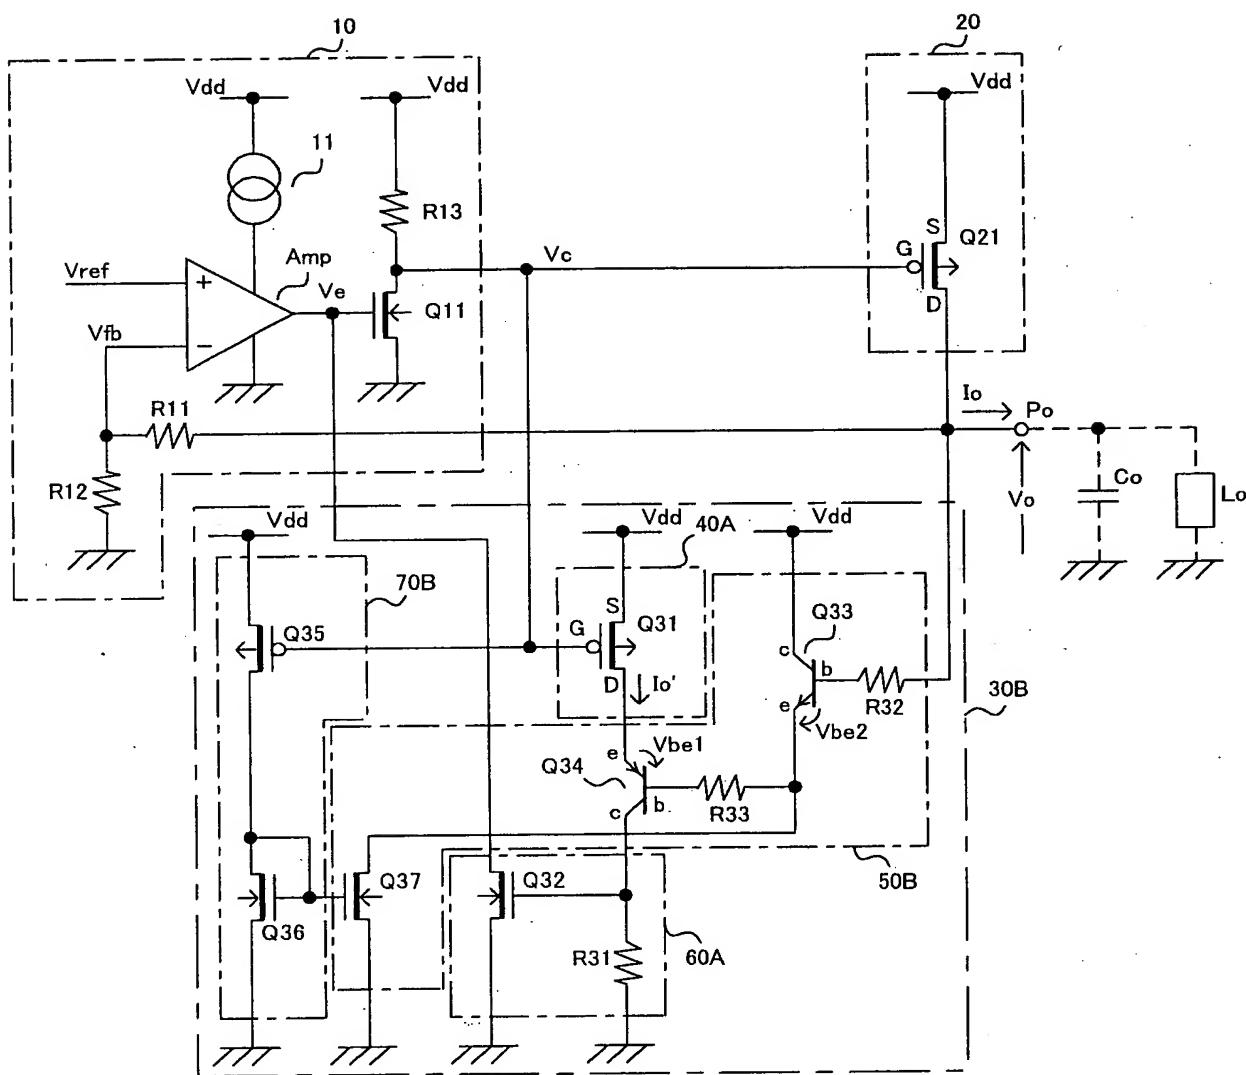 10
20
Vdd
Vdd
Vdd
11
R13
S
G
Q21
Vc
Amp
Vref
+
Ve
Q11
D
Vfb
−
R11
Io
Po
R12
Co
Lo
Vo
Vdd
Vdd
40A
Vdd
70B
Q33
S
Q35
G
Q31
c
b
D
Io'
R32
30B
e
Vbe2
e
Vbe1
Q34
b
R33
c
50B
Q37
Q32
Q36
R31
60A